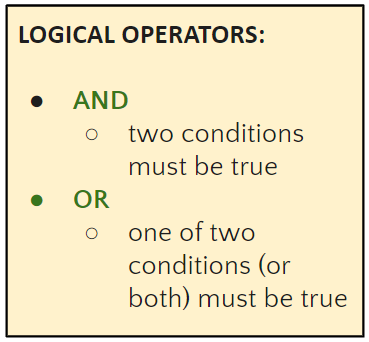 LOGICAL OPERATORS:
● AND
○ two conditions
must be true
● OR
○ one of two
conditions (or
both) must be true